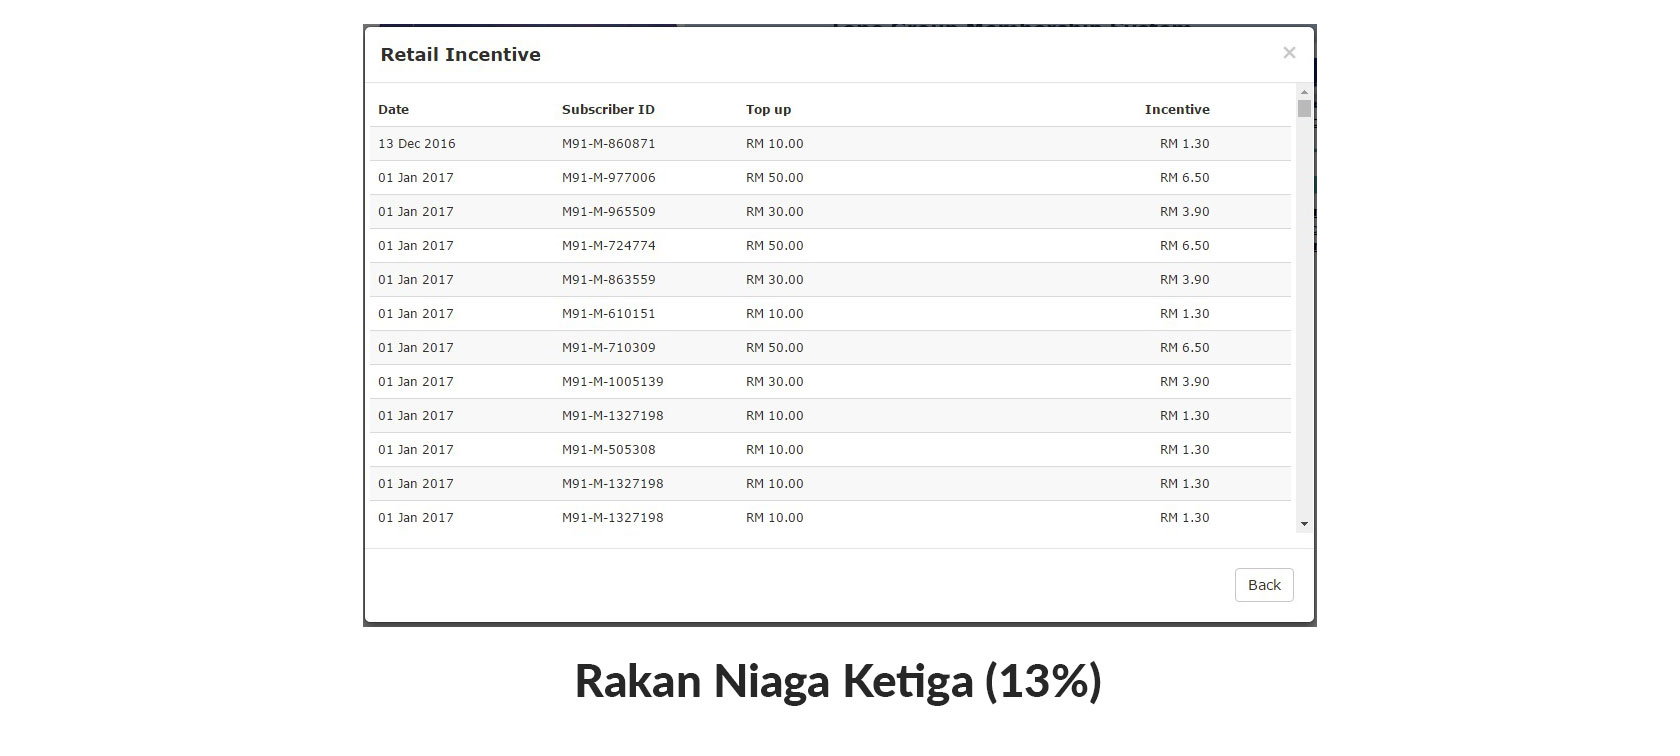 Retail Incentive ×
Date Subscriber ID Top up Incentive
13 Dec 2016 M91-M-860871 RM 10.00 RM 1.30
01 Jan 2017 M91-M-977006 RM 50.00 RM 6.50
01 Jan 2017 M91-M-965509 RM 30.00 RM 3.90
01 Jan 2017 M91-M-724774 RM 50.00 RM 6.50
01 Jan 2017 M91-M-863559 RM 30.00 RM 3.90
01 Jan 2017 M91-M-610151 RM 10.00 RM 1.30
01 Jan 2017 M91-M-710309 RM 50.00 RM 6.50
01 Jan 2017 M91-M-1005139 RM 30.00 RM 3.90
01 Jan 2017 M91-M-1327198 RM 10.00 RM 1.30
01 Jan 2017 M91-M-505308 RM 10.00 RM 1.30
01 Jan 2017 M91-M-1327198 RM 10.00 RM 1.30
01 Jan 2017 M91-M-1327198 RM 10.00 RM 1.30
Back
Rakan Niaga Ketiga (13%)